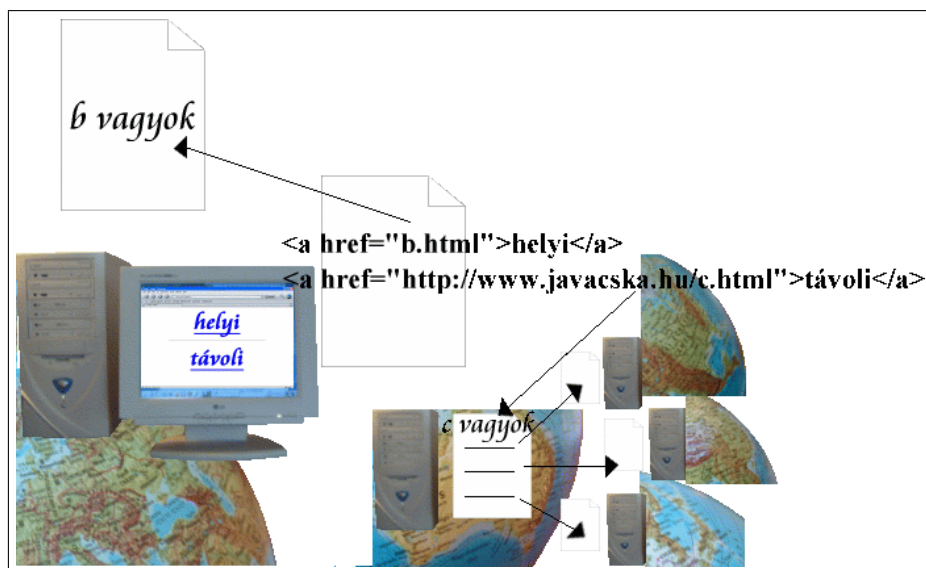 b vagyok
<a href="b.html">helyi</a>
<a href="http://www.javacska.hu/c.html">távoli</a>
helyi
távoli
c vagyok